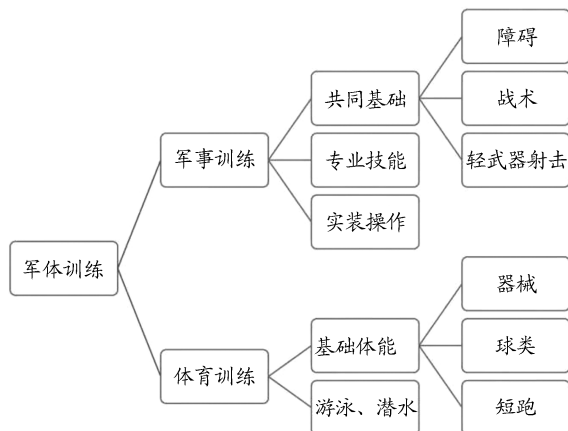 障碍
共同基础
战术
军事训练
专业技能
轻武器射击
实装操作
军体训练
器械
体育训练
基础体能
球类
游泳、潜水
短跑